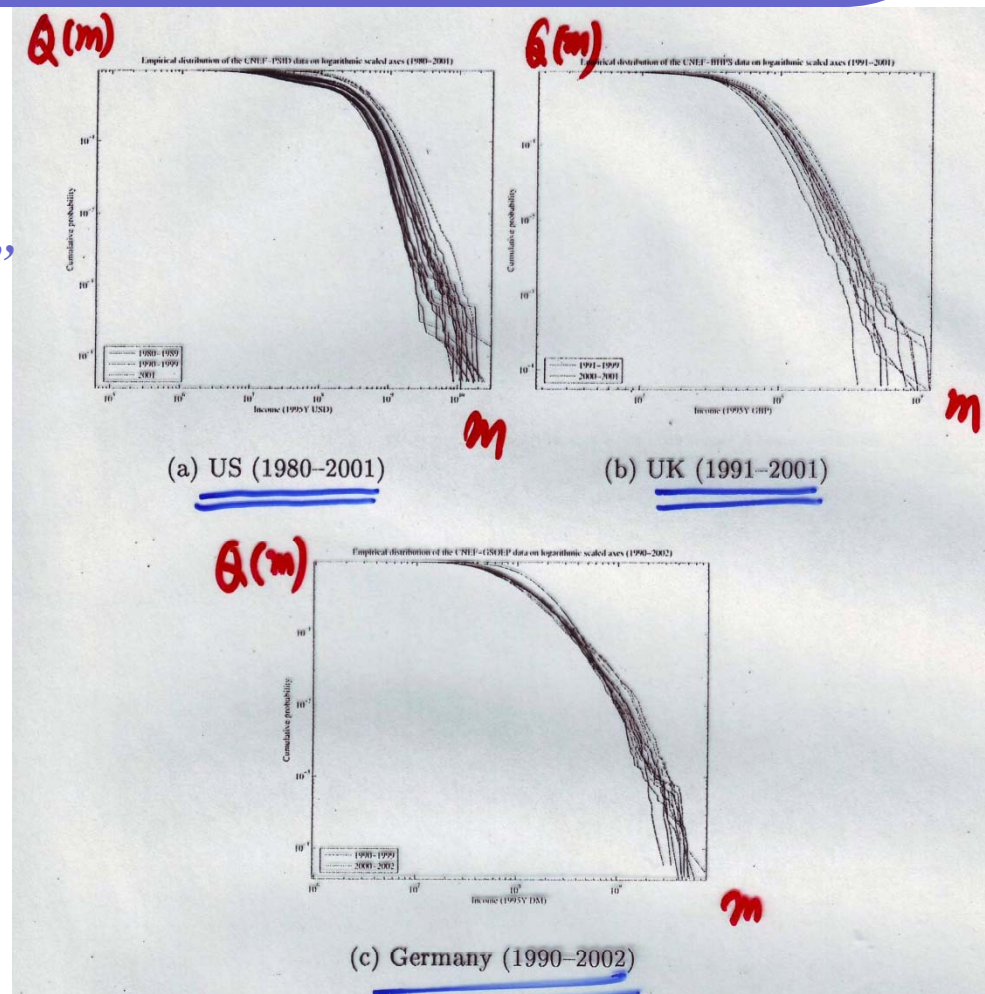 Q(m)
Q(m)
Empirical distribution of the CNEF-PSID data on logarithmic scaled axes (1980-2001)
Empirical distribution of the CNEF-BHPS data on logarithmic scaled axes (1991-2001)
Cumulative probability
Cumulative probability
”
1980-1989
1990-1999
2001
1991-1999
2000-2001
Income (1995Y USD)
Income (1995Y GBP)
m
m
(a) US (1980–2001)
(b) UK (1991–2001)
Q(m)
Empirical distribution of the CNEF-GSOEP data on logarithmic scaled axes (1990-2002)
Cumulative probability
1990-1999
2000-2002
Income (1995Y DM)
m
(c) Germany (1990–2002)